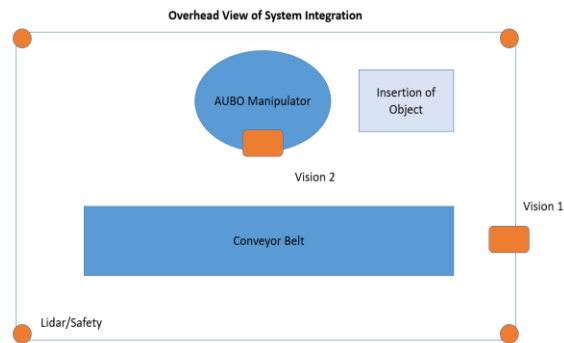 Overhead View of System Integration
AUBO Manipulator
Insertion of
Object
Vision 2
Vision 1
Conveyor Belt
Lidar/Safety